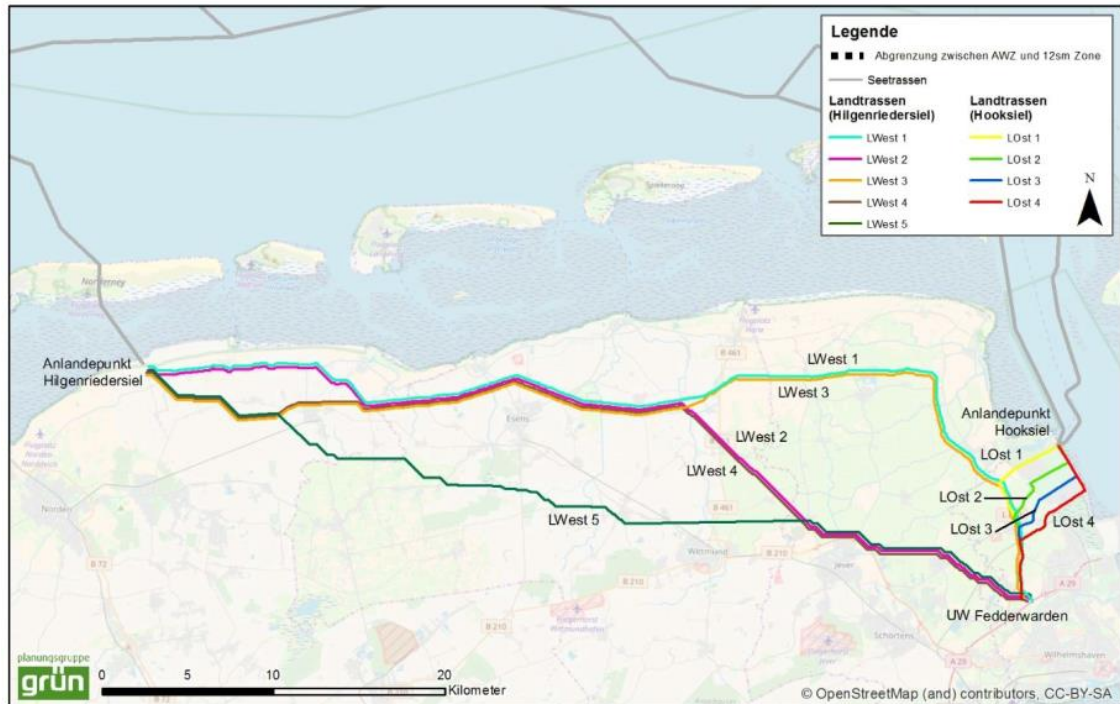 Legende
Abgrenzung zwischen AWZ und 12sm Zone
Seetrassen
Landtrassen
(Hilgenriedersiel)
LWest 1
LWest 2
LWest 3
LWest 4
LWest 5
Landtrassen
(Hooksiel)
LOst 1
LOst 2
LOst 3
LOst 4
N
Spiekeroog
Norderney
Anlandepunkt
Hilgenriedersiel
B 461
LWest 1
LWest 3
Esens
LWest 2
LWest 4
Anlandepunkt
Hooksiel
LOst 1
LOst 2
LOst 3
LOst 4
Norden
LWest 5
B 461
Wittmund
B 72
B 210
Jever
A 29
UW Fedderwarden
Schortens
B 210
B 210
A 29
Wilhelmshaven
planungsgruppe
grün
0 5 10 20
Kilometer
© OpenStreetMap (and) contributors, CC-BY-SA